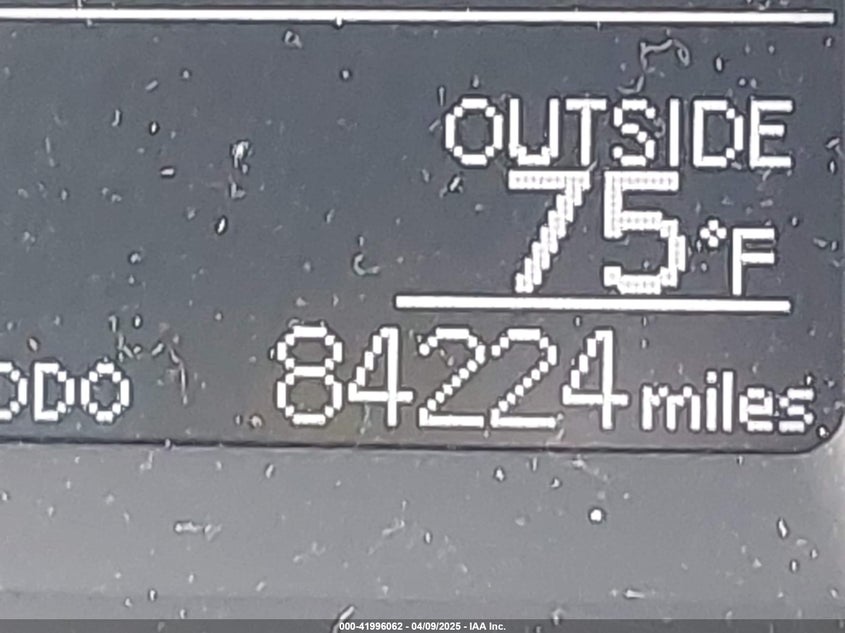 OUTSIDE
75°F
ODO 84224 miles
000-41996062 - 04/09/2025 - IAA Inc.